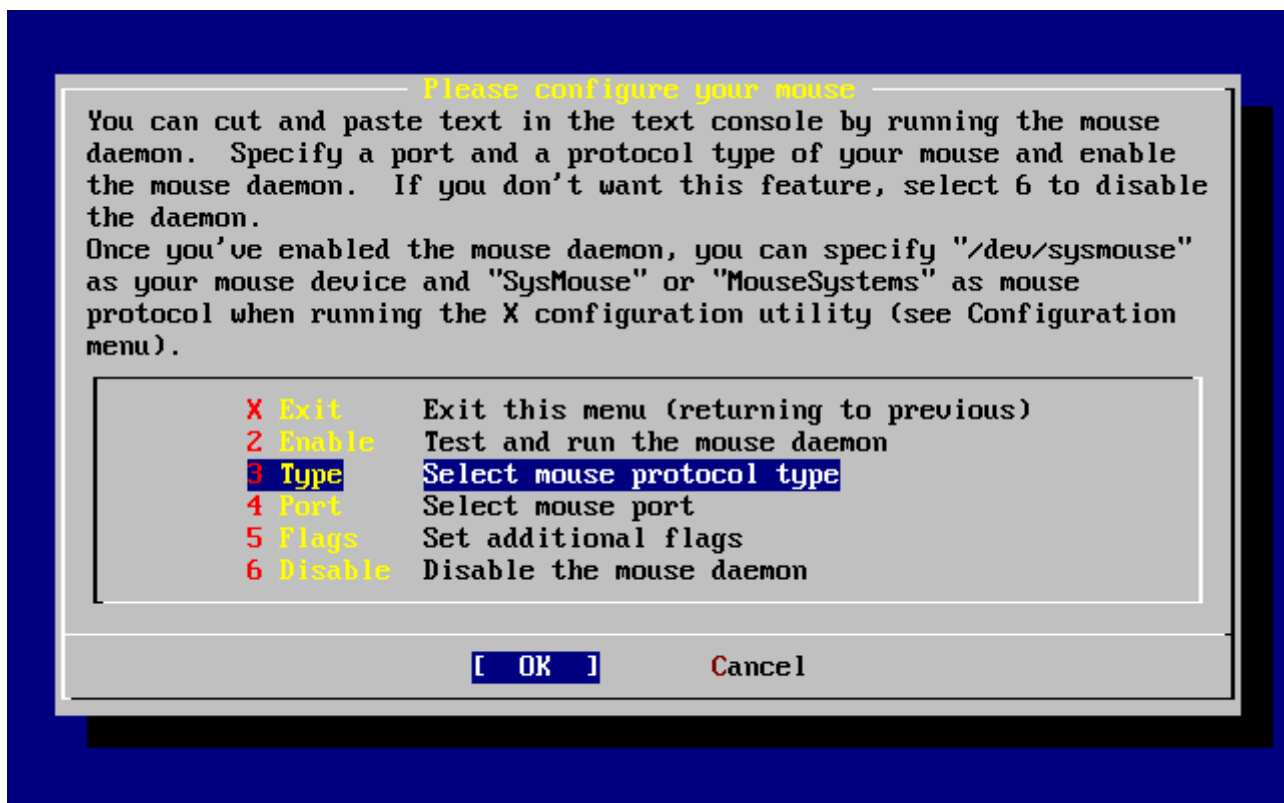 Please configure your mouse
You can cut and paste text in the text console by running the mouse
daemon.  Specify a port and a protocol type of your mouse and enable
the mouse daemon.  If you don't want this feature, select 6 to disable
the daemon.
Once you've enabled the mouse daemon, you can specify "/dev/sysmouse"
as your mouse device and "SysMouse" or "MouseSystems" as mouse
protocol when running the X configuration utility (see Configuration
menu).
X Exit     Exit this menu (returning to previous)
2 Enable   Test and run the mouse daemon
3 Type     Select mouse protocol type
4 Port     Select mouse port
5 Flags    Set additional flags
6 Disable  Disable the mouse daemon
[  OK  ]       Cancel